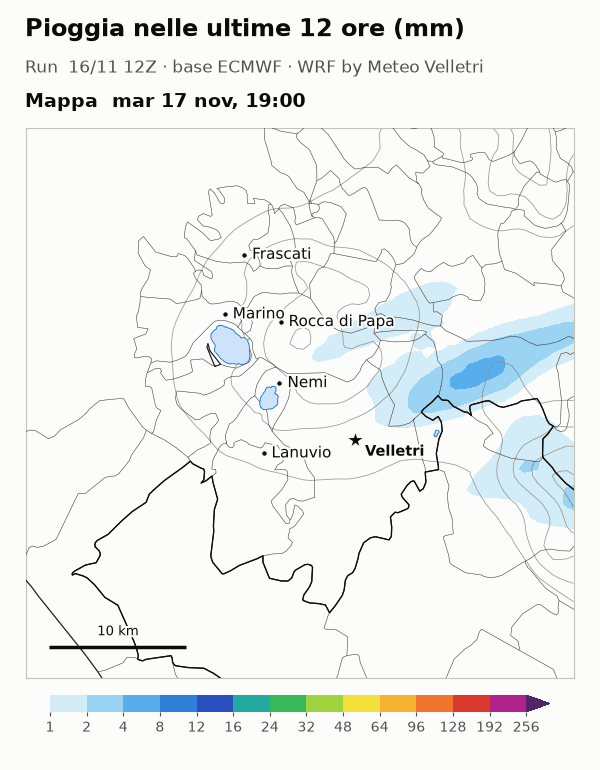 Pioggia nelle ultime 12 ore (mm)
Run  16/11 12Z · base ECMWF · WRF by Meteo Velletri
Mappa  mar 17 nov, 19:00
Frascati
Marino
Rocca di Papa
Nemi
Velletri
Lanuvio
10 km
1 2 4 8 12 16 24 32 48 64 96 128 192 256